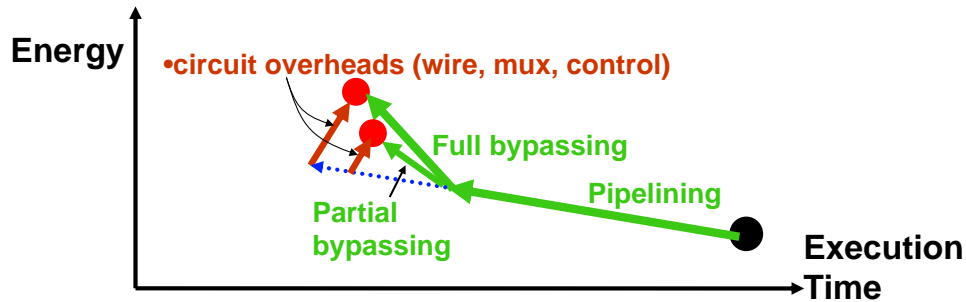 Energy
•circuit overheads (wire, mux, control)
Full bypassing
Pipelining
Partial
bypassing
Execution
Time